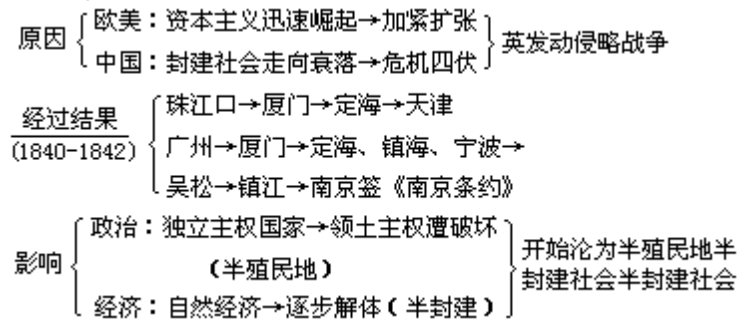 原因
欧美：资本主义迅速崛起→加紧扩张
中国：封建社会走向衰落→危机四伏
英发动侵略战争
经过结果
(1840-1842)
珠江口→厦门→定海→天津
广州→厦门→定海、镇海、宁波→
吴松→镇江→南京签《南京条约》
影响
政治：独立主权国家→领土主权遭破坏
（半殖民地）
经济：自然经济→逐步解体（半封建）
开始沦为半殖民地半
封建社会半封建社会